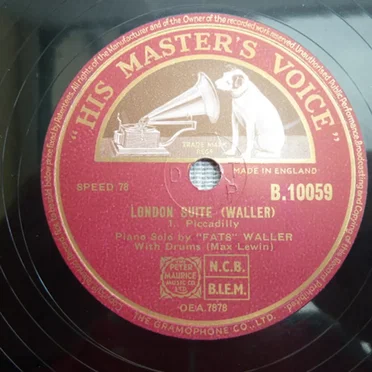 "HIS MASTER'S VOICE"
TRADE MARK
SPEED 78
MADE IN ENGLAND
B.10059
LONDON SUITE (WALLER)
1. Piccadilly
Piano Solo by "FATS" WALLER
With Drums (Max Lewin)
PETER
MAURICE
MUSIC CO
LTD.
N.C.B.
B.I.E.M.
OEA.7878
THE GRAMOPHONE CO., LTD.